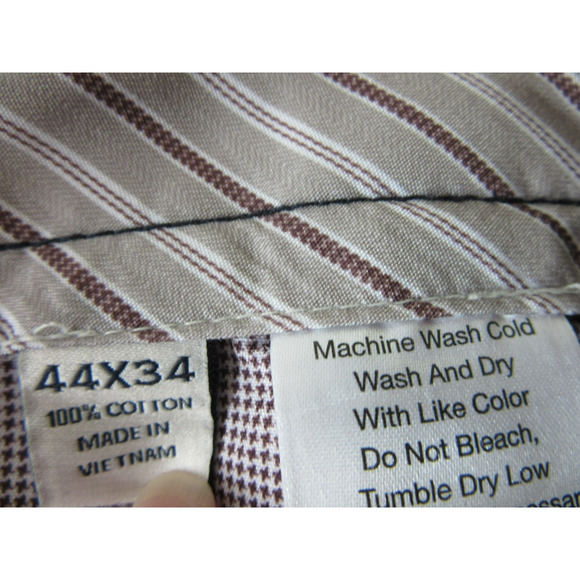 44X34
100% COTTON
MADE IN
VIETNAM
Machine Wash Cold
Wash And Dry
With Like Color
Do Not Bleach,
Tumble Dry Low